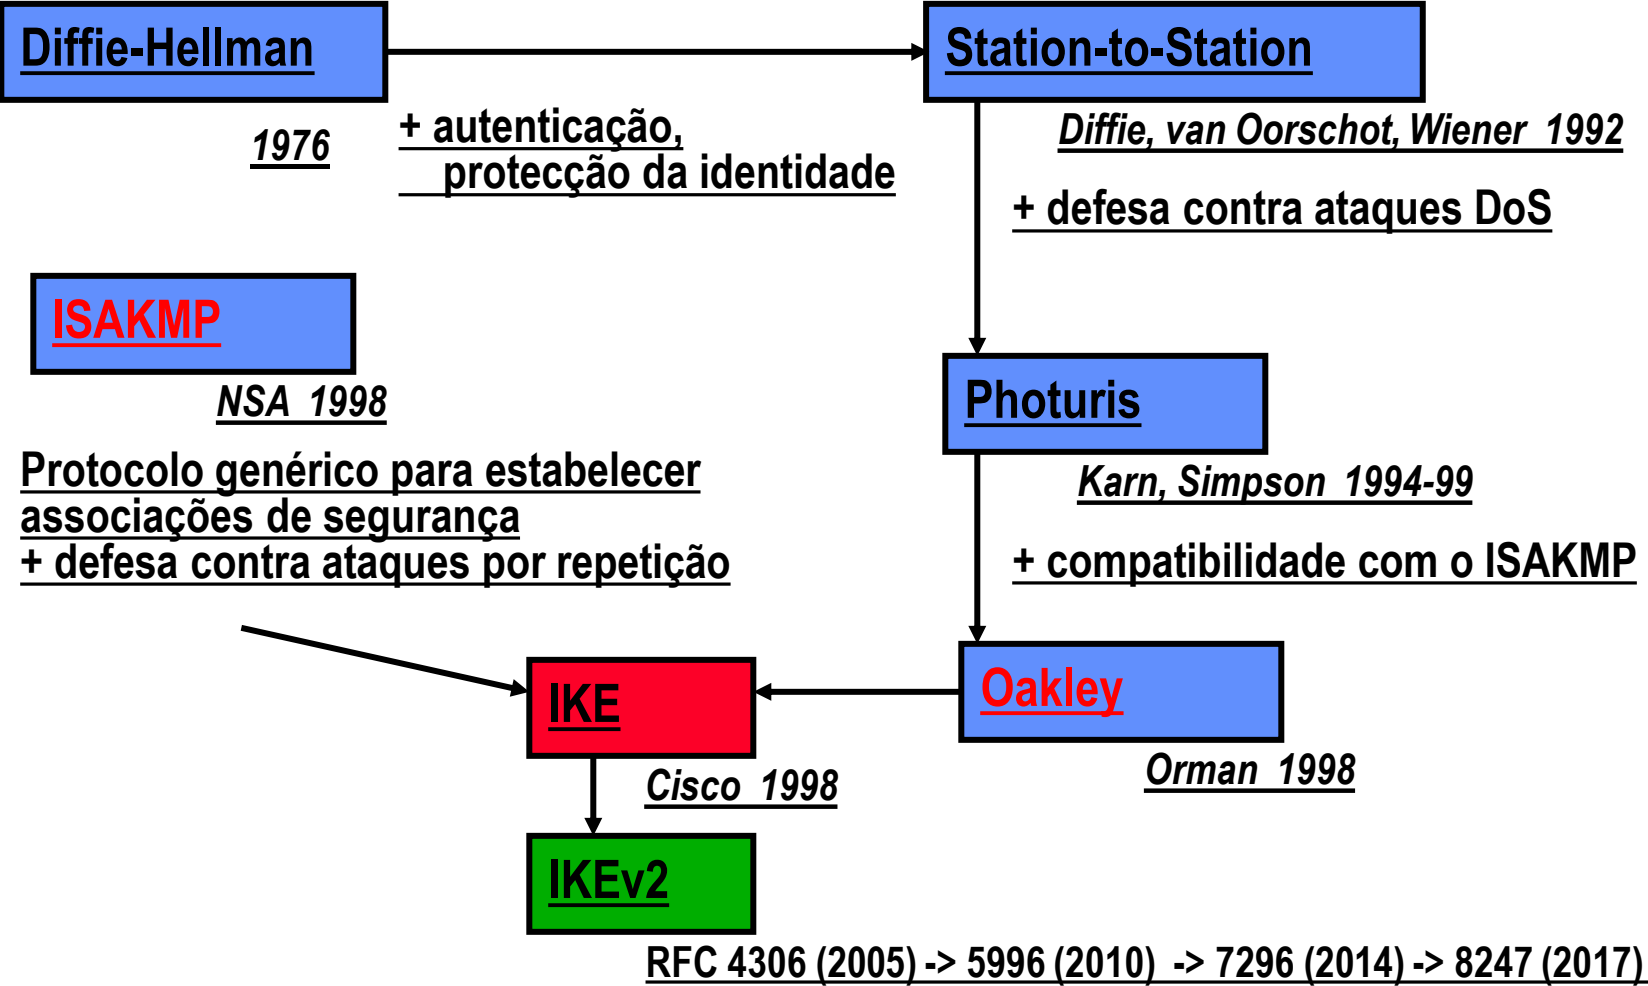 Diffie-Hellman
Station-to-Station
1976
+ autenticação,
protecção da identidade
Diffie, van Oorschot, Wiener 1992
+ defesa contra ataques DoS
ISAKMP
NSA 1998
Protocolo genérico para estabelecer
associações de segurança
+ defesa contra ataques por repetição
Photuris
Karn, Simpson 1994-99
+ compatibilidade com o ISAKMP
IKE
Oakley
Cisco 1998
Orman 1998
IKEv2
RFC 4306 (2005) -> 5996 (2010) -> 7296 (2014) -> 8247 (2017)